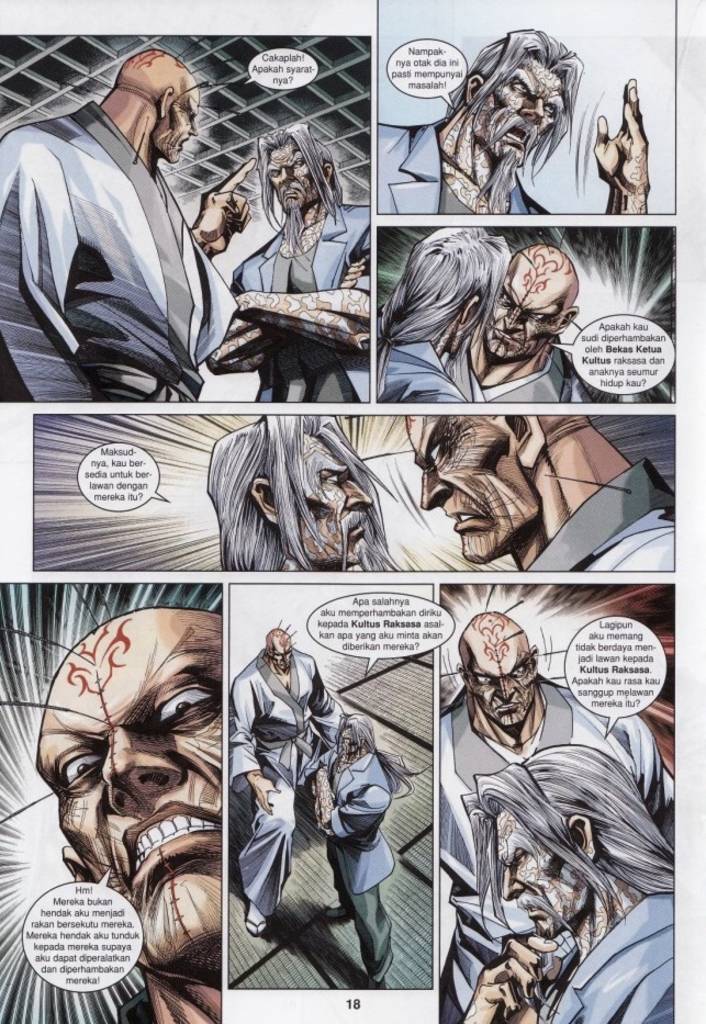 Cakaplah!
Apakah syarat-
nya?
Nampak-
nya otak dia ini
pasti mempunyai
masalah!
Apakah kau
sudi diperhambakan
oleh Bekas Ketua
Kultus raksasa dan
anaknya seumur
hidup kau?
Maksud-
nya, kau ber-
sedia untuk ber-
lawan dengan
mereka itu?
Hm!
Mereka bukan
hendak aku menjadi
rakan bersekutu mereka.
Mereka hendak aku tunduk
kepada mereka supaya
aku dapat diperalatkan
dan diperhambakan
mereka!
Apa salahnya
aku memperhambakan diriku
kepada Kultus Raksasa asal-
kan apa yang aku minta akan
diberikan mereka?
Lagipun
aku memang
tidak berdaya men-
jadi lawan kepada
Kultus Raksasa.
Apakah kau rasa kau
sanggup melawan
mereka itu?
18